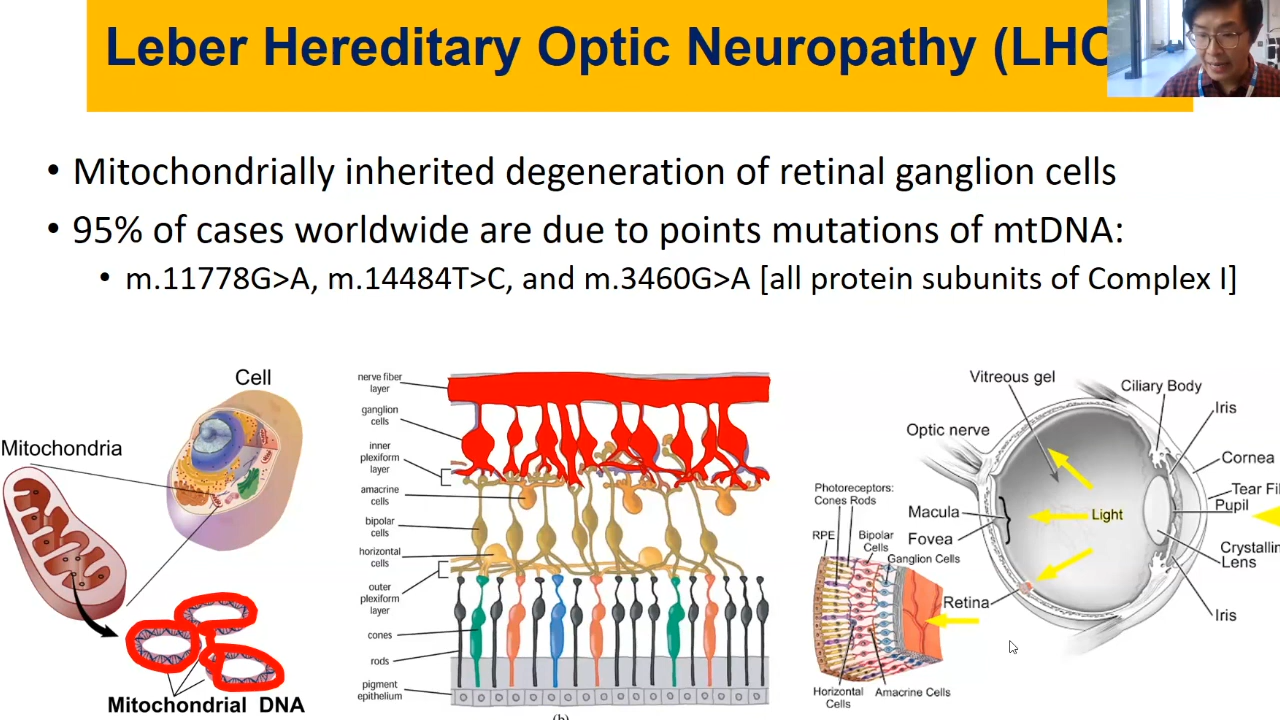 Leber Hereditary Optic Neuropathy (LHO
• Mitochondrially inherited degeneration of retinal ganglion cells
• 95% of cases worldwide are due to points mutations of mtDNA:
• m.11778G>A, m.14484T>C, and m.3460G>A [all protein subunits of Complex I]
Cell
Mitochondria
Mitochondrial DNA
nerve fiber
layer
ganglion
cells
inner
plexiform
layer
amacrine
cells
bipolar
cells
horizontal
cells
outer
plexiform
layer
cones
rods
pigment
epithelium
(b)
Photoreceptors:
Cones Rods
RPE
Bipolar
Cells
Ganglion Cells
Horizontal
Cells
Amacrine Cells
Vitreous gel
Ciliary Body
Iris
Optic nerve
Cornea
Tear Fil
Pupil
Macula
Light
Fovea
Crystallin
Lens
Retina
Iris